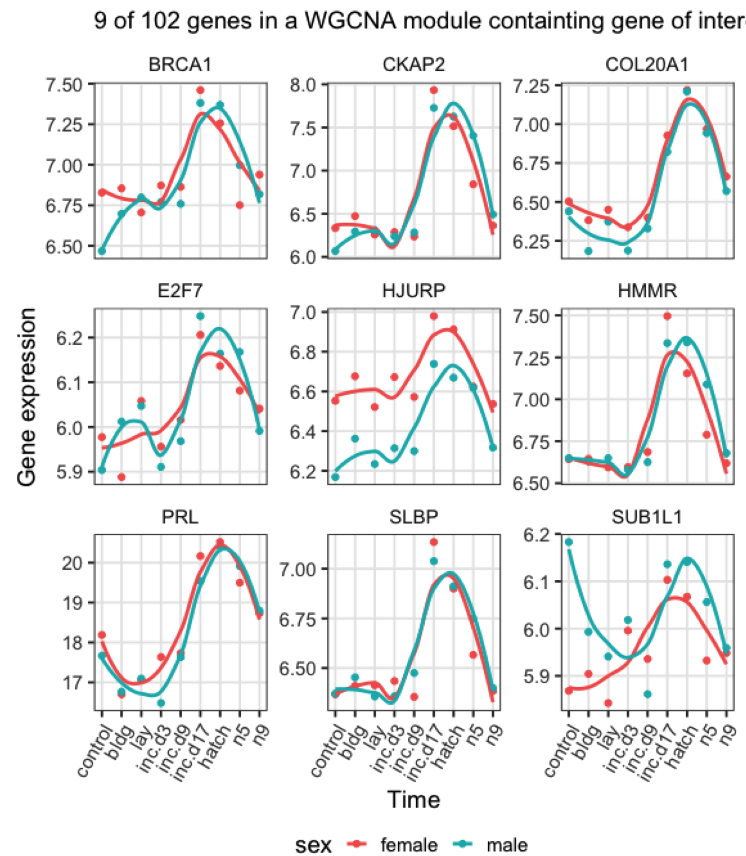 9 of 102 genes in a WGCNA module containting gene of inter
BRCA1 CKAP2 COL20A1
7.50 8.0 7.25
7.25 7.5 7.00
7.00 7.0 6.75
6.75 6.5 6.50
6.50 6.0 6.25
E2F7 HJURP HMMR
6.2 7.0 7.50
6.1 6.8 7.25
6.0 6.6 7.00
5.9 6.4 6.75
6.2 6.50
Gene expression
PRL SLBP SUB1L1
20 7.00 6.2
19 6.75 6.1
18 6.50 6.0
17 5.9
control bldg lay inc.d3 inc.d9 inc.d17 hatch n5 n9 control bldg lay inc.d3 inc.d9 inc.d17 hatch n5 n9 control bldg lay inc.d3 inc.d9 inc.d17 hatch n5 n9
Time
sex female male